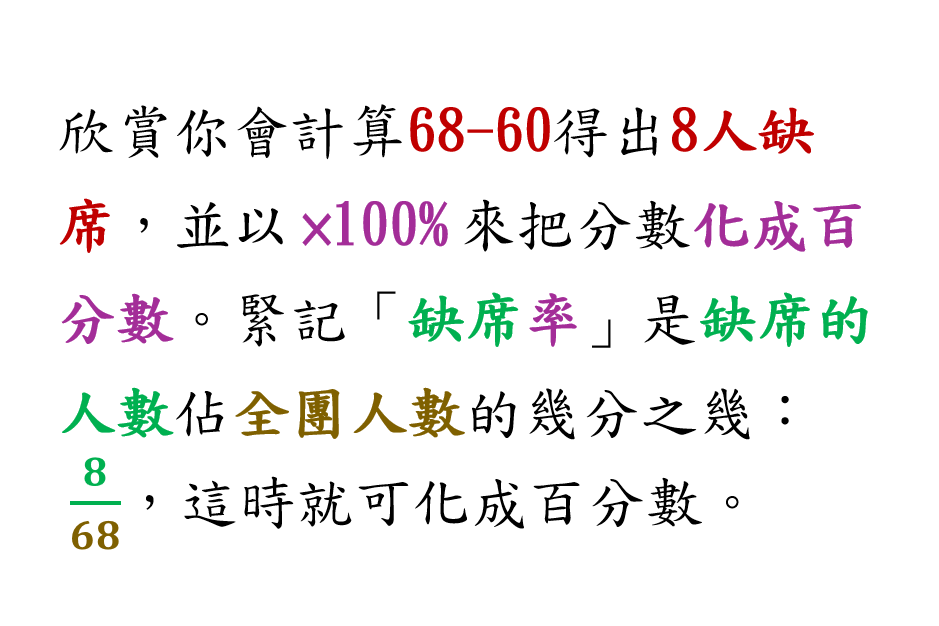 欣賞你會計算68-60得出8人缺
席，並以×100%來把分數化成百
分數。緊記「缺席率」是缺席的
人數佔全團人數的幾分之幾：
8/68，這時就可化成百分數。